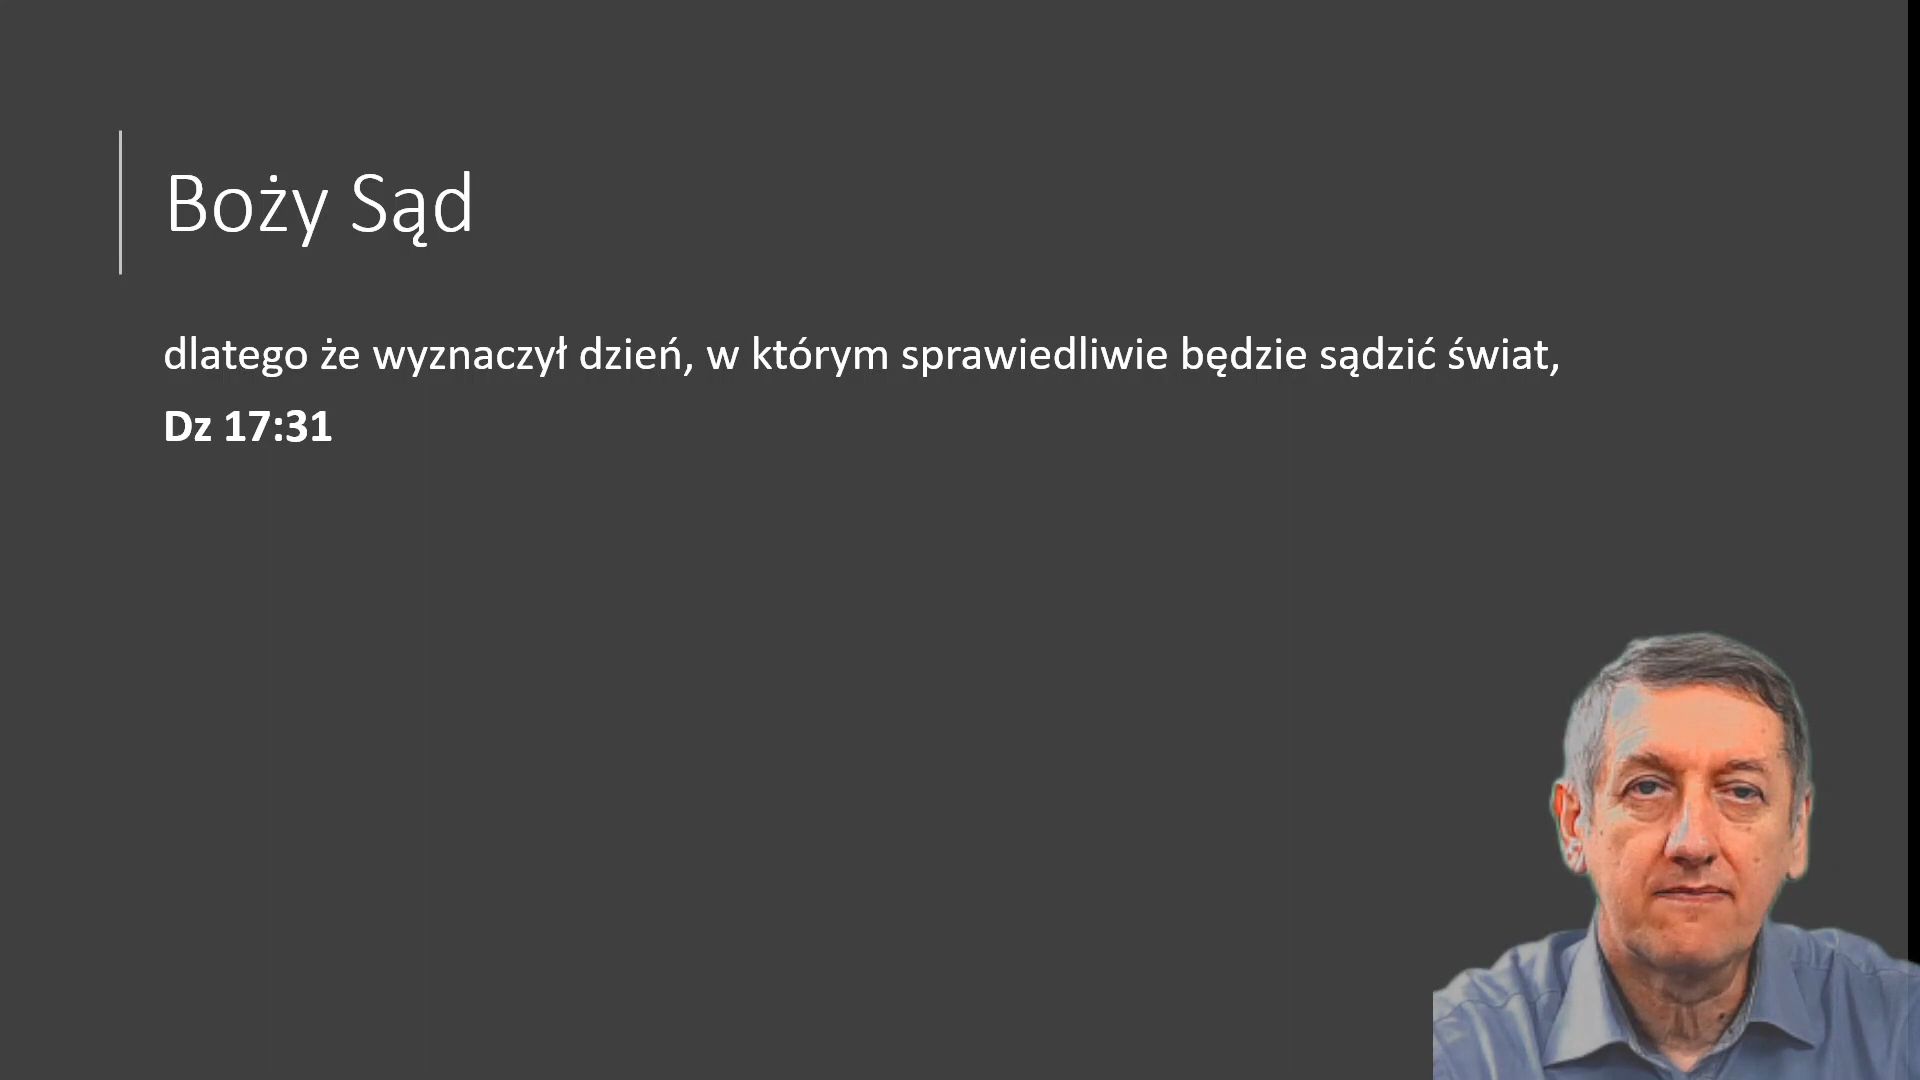 Boży Sąd
dlatego że wyznaczył dzień, w którym sprawiedliwie będzie sądzić świat,
Dz 17:31